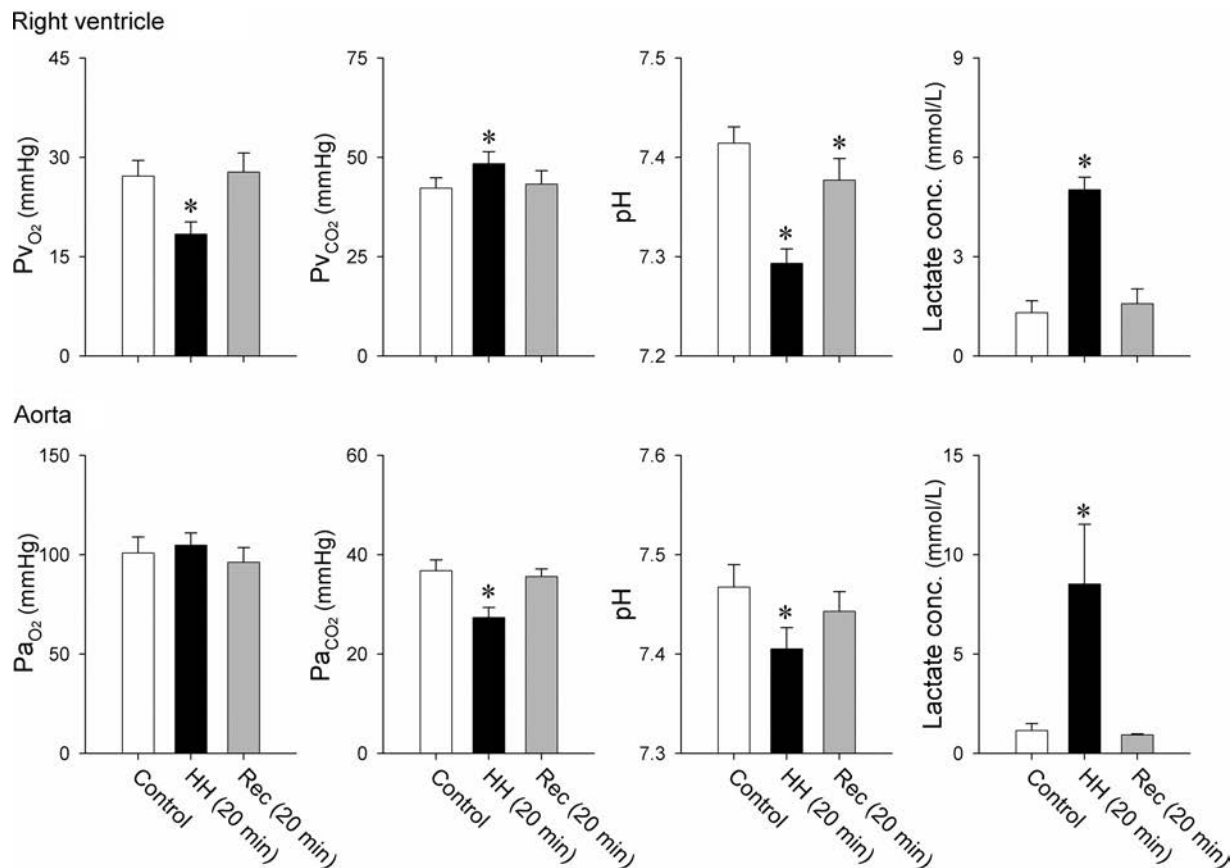 Right ventricle
45
30
15
0
Pv_O2 (mmHg)
*
75
50
25
0
Pv_CO2 (mmHg)
*
7.5
7.4
7.3
7.2
pH
*
*
9
6
3
0
Lactate conc. (mmol/L)
*
Aorta
150
100
50
0
Pa_O2 (mmHg)
60
40
20
0
Pa_CO2 (mmHg)
*
7.6
7.5
7.4
7.3
pH
*
15
10
5
0
Lactate conc. (mmol/L)
*
Control
HH (20 min)
Rec (20 min)
Control
HH (20 min)
Rec (20 min)
Control
HH (20 min)
Rec (20 min)
Control
HH (20 min)
Rec (20 min)